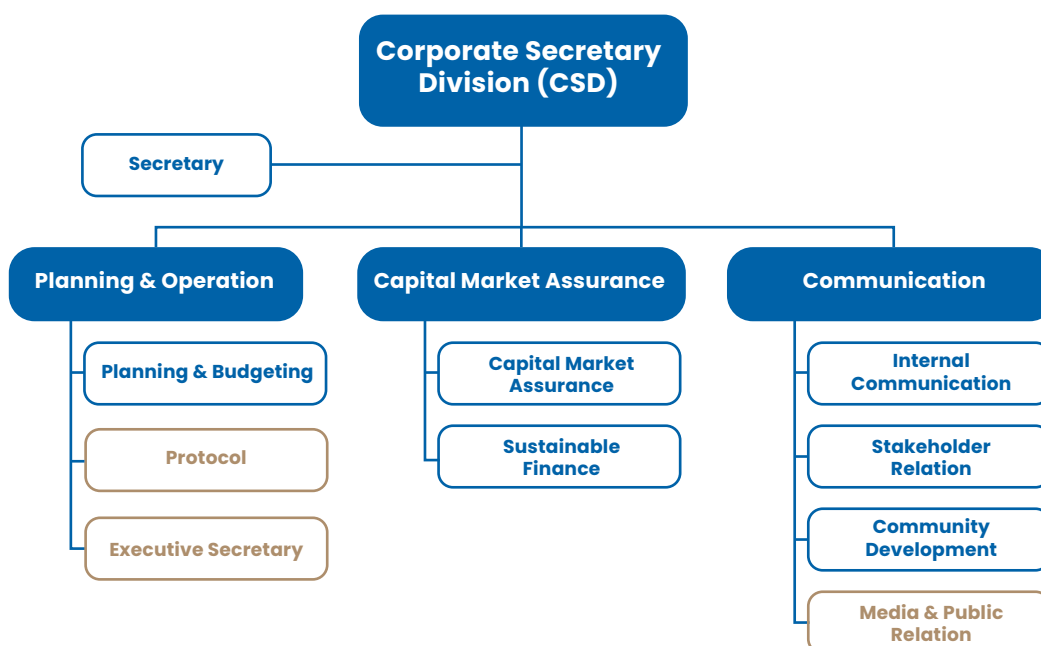 Corporate Secretary
Division (CSD)
Secretary
Planning & Operation
Capital Market Assurance
Communication
Planning & Budgeting
Protocol
Executive Secretary
Capital Market
Assurance
Sustainable
Finance
Internal
Communication
Stakeholder
Relation
Community
Development
Media & Public
Relation